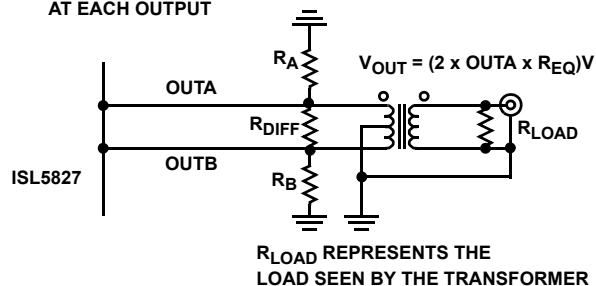 AT EACH OUTPUT
RA
VOUT = (2 x OUTA x REQ)V
OUTA
RDIFF
RLOAD
OUTB
ISL5827
RB
RLOAD REPRESENTS THE
LOAD SEEN BY THE TRANSFORMER